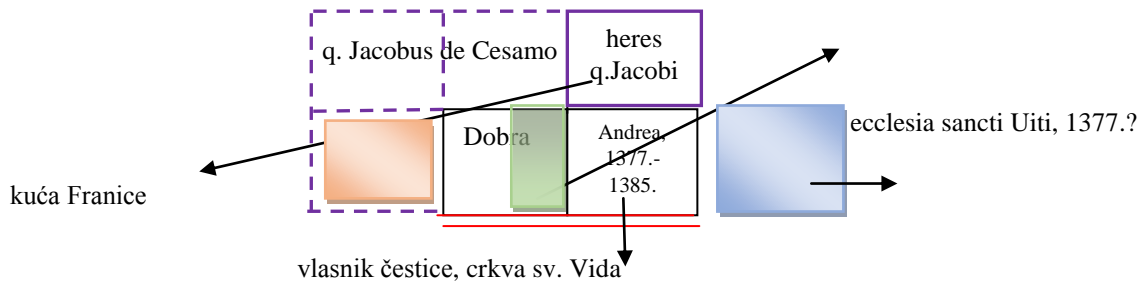 q. Jacobus de Cesamo
heres
q.Jacobi
Dobra
Andrea,
1377.-
1385.
ecclesia sancti Uiti, 1377.?
kuća Franice
vlasnik čestice, crkva sv. Vida